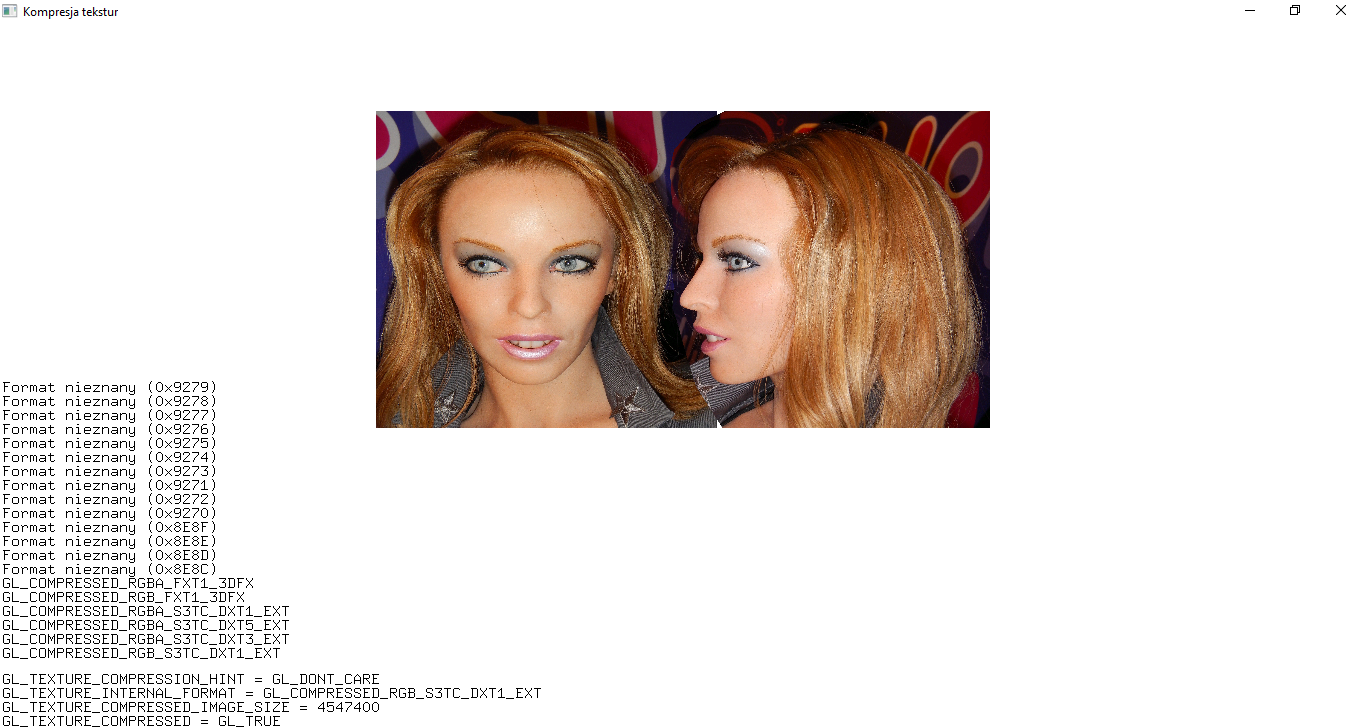 Kompresja tekstur
Format nieznany (0x9279)
Format nieznany (0x9278)
Format nieznany (0x9277)
Format nieznany (0x9276)
Format nieznany (0x9275)
Format nieznany (0x9274)
Format nieznany (0x9273)
Format nieznany (0x9271)
Format nieznany (0x9272)
Format nieznany (0x9270)
Format nieznany (0x8E8F)
Format nieznany (0x8E8E)
Format nieznany (0x8E8D)
Format nieznany (0x8E8C)
GL_COMPRESSED_RGBA_FXT1_3DFX
GL_COMPRESSED_RGB_FXT1_3DFX
GL_COMPRESSED_RGBA_S3TC_DXT1_EXT
GL_COMPRESSED_RGBA_S3TC_DXT5_EXT
GL_COMPRESSED_RGBA_S3TC_DXT3_EXT
GL_COMPRESSED_RGB_S3TC_DXT1_EXT
GL_TEXTURE_COMPRESSION_HINT = GL_DONT_CARE
GL_TEXTURE_INTERNAL_FORMAT = GL_COMPRESSED_RGB_S3TC_DXT1_EXT
GL_TEXTURE_COMPRESSED_IMAGE_SIZE = 4547400
GL_TEXTURE_COMPRESSED = GL_TRUE